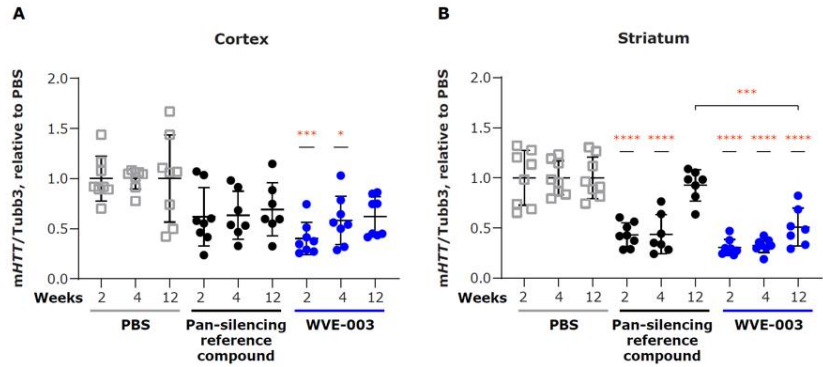 A
Cortex
mHTT/Tubb3, relative to PBS
2.0
1.5
1.0
0.5
0.0
*** *
Weeks 2 4 12 2 4 12 2 4 12
PBS Pan-silencing reference compound WVE-003
B
Striatum
mHTT/Tubb3, relative to PBS
2.0
1.5
1.0
0.5
0.0
***
**** **** **** **** ****
Weeks 2 4 12 2 4 12 2 4 12
PBS Pan-silencing reference compound WVE-003